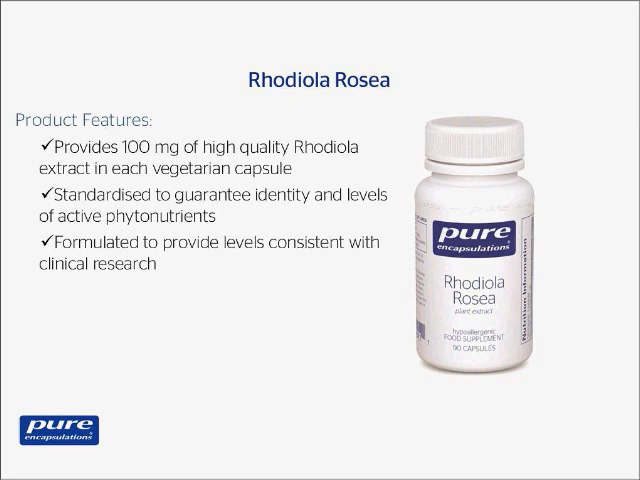 Rhodiola Rosea
Product Features:
✓Provides 100 mg of high quality Rhodiola
extract in each vegetarian capsule
✓Standardised to guarantee identity and levels
of active phytonutrients
✓Formulated to provide levels consistent with
clinical research
pure
encapsulations®
Rhodiola
Rosea
plant extract
hypoallergenic
FOOD SUPPLEMENT
90 CAPSULES
Nutrition Information
pure
encapsulations®